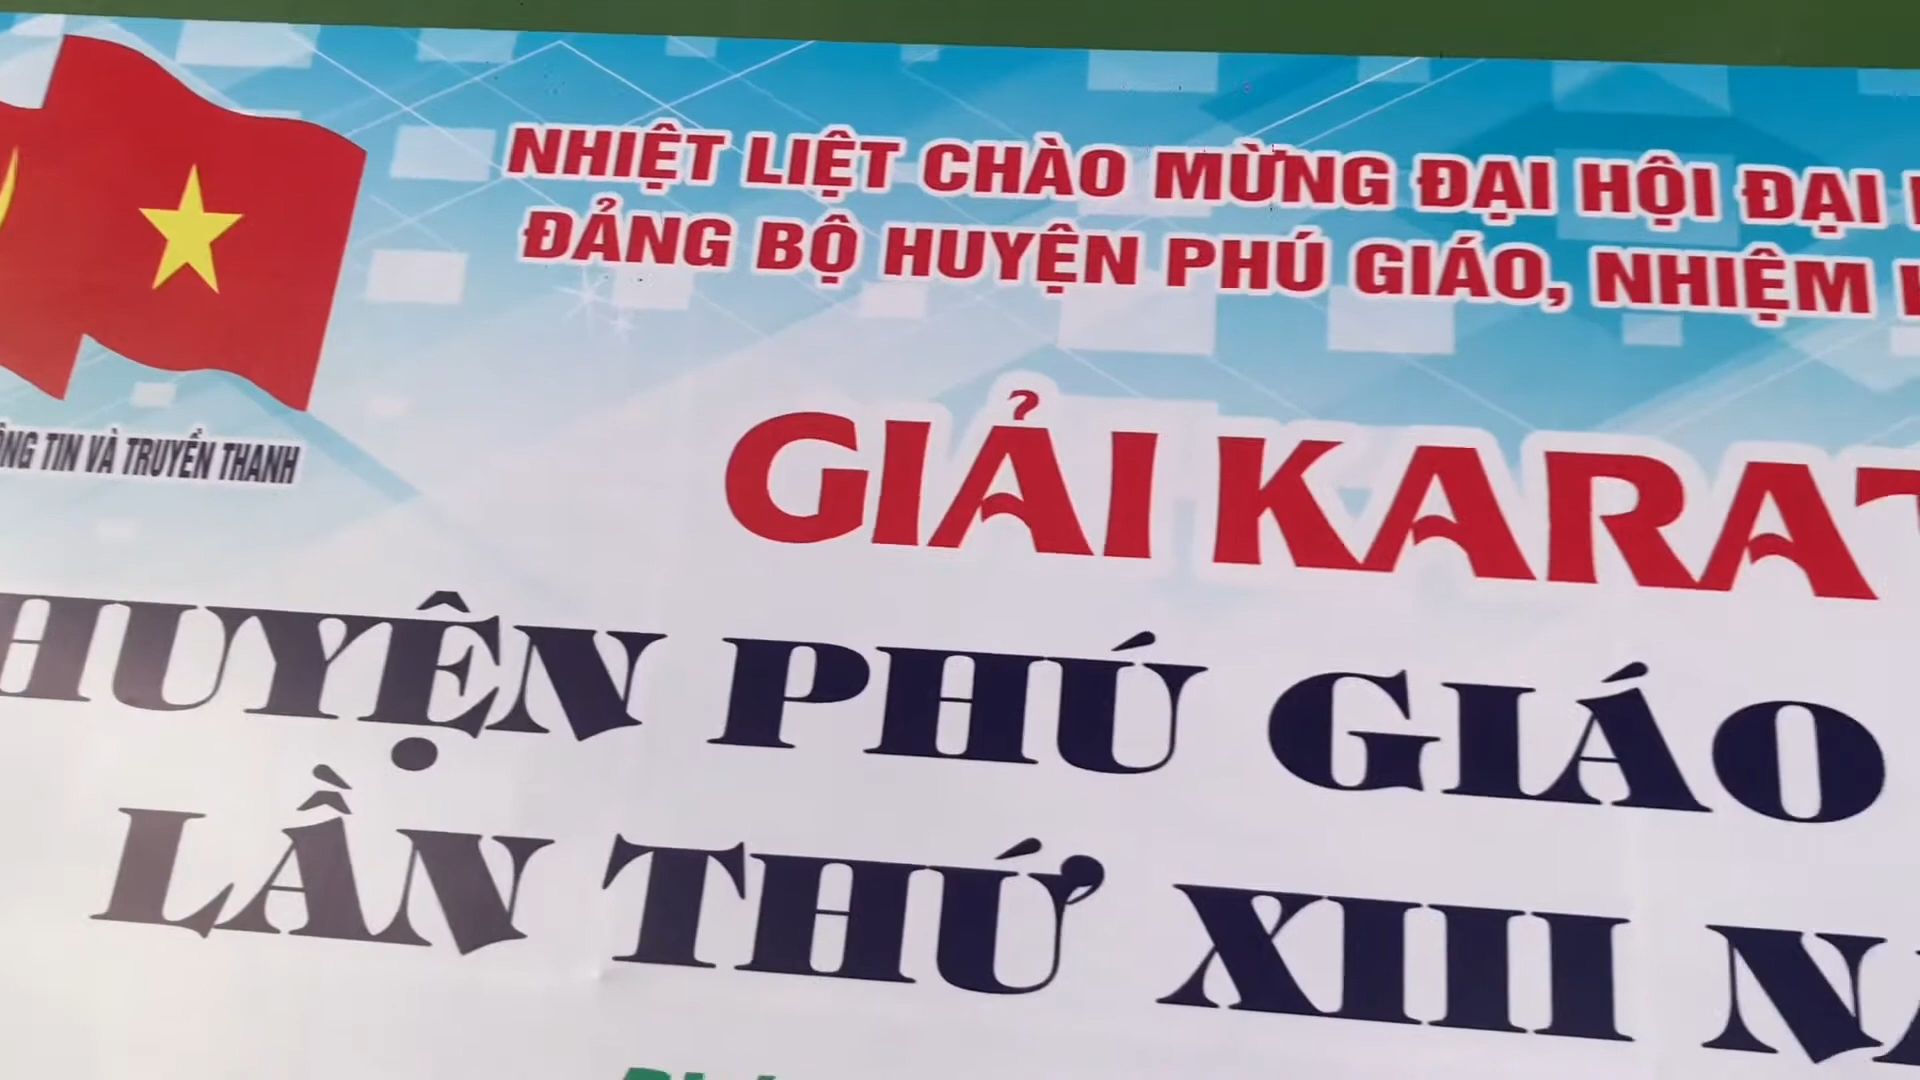 NHIỆT LIỆT CHÀO MỪNG ĐẠI HỘI ĐẠI
ĐẢNG BỘ HUYỆN PHÚ GIÁO, NHIỆM
TIN VÀ TRUYỀN THANH
GIẢI KARAT
HUYỆN PHÚ GIÁO
LẦN THỨ XIII